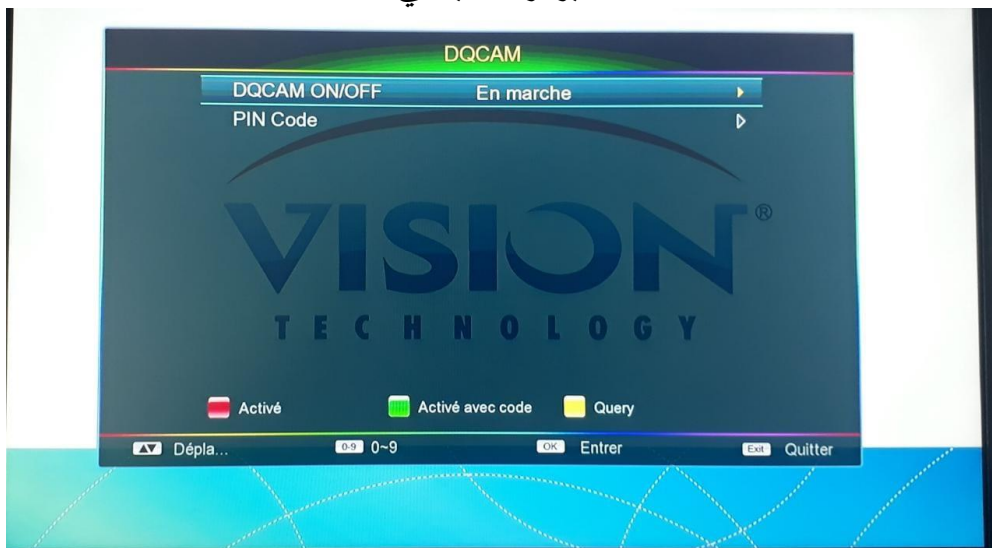 DQCAM
DQCAM ON/OFF En marche
PIN Code
VISION®
TECHNOLOGY
Activé Activé avec code Query
Dépla... 0-9 0~9 OK Entrer Exit Quitter